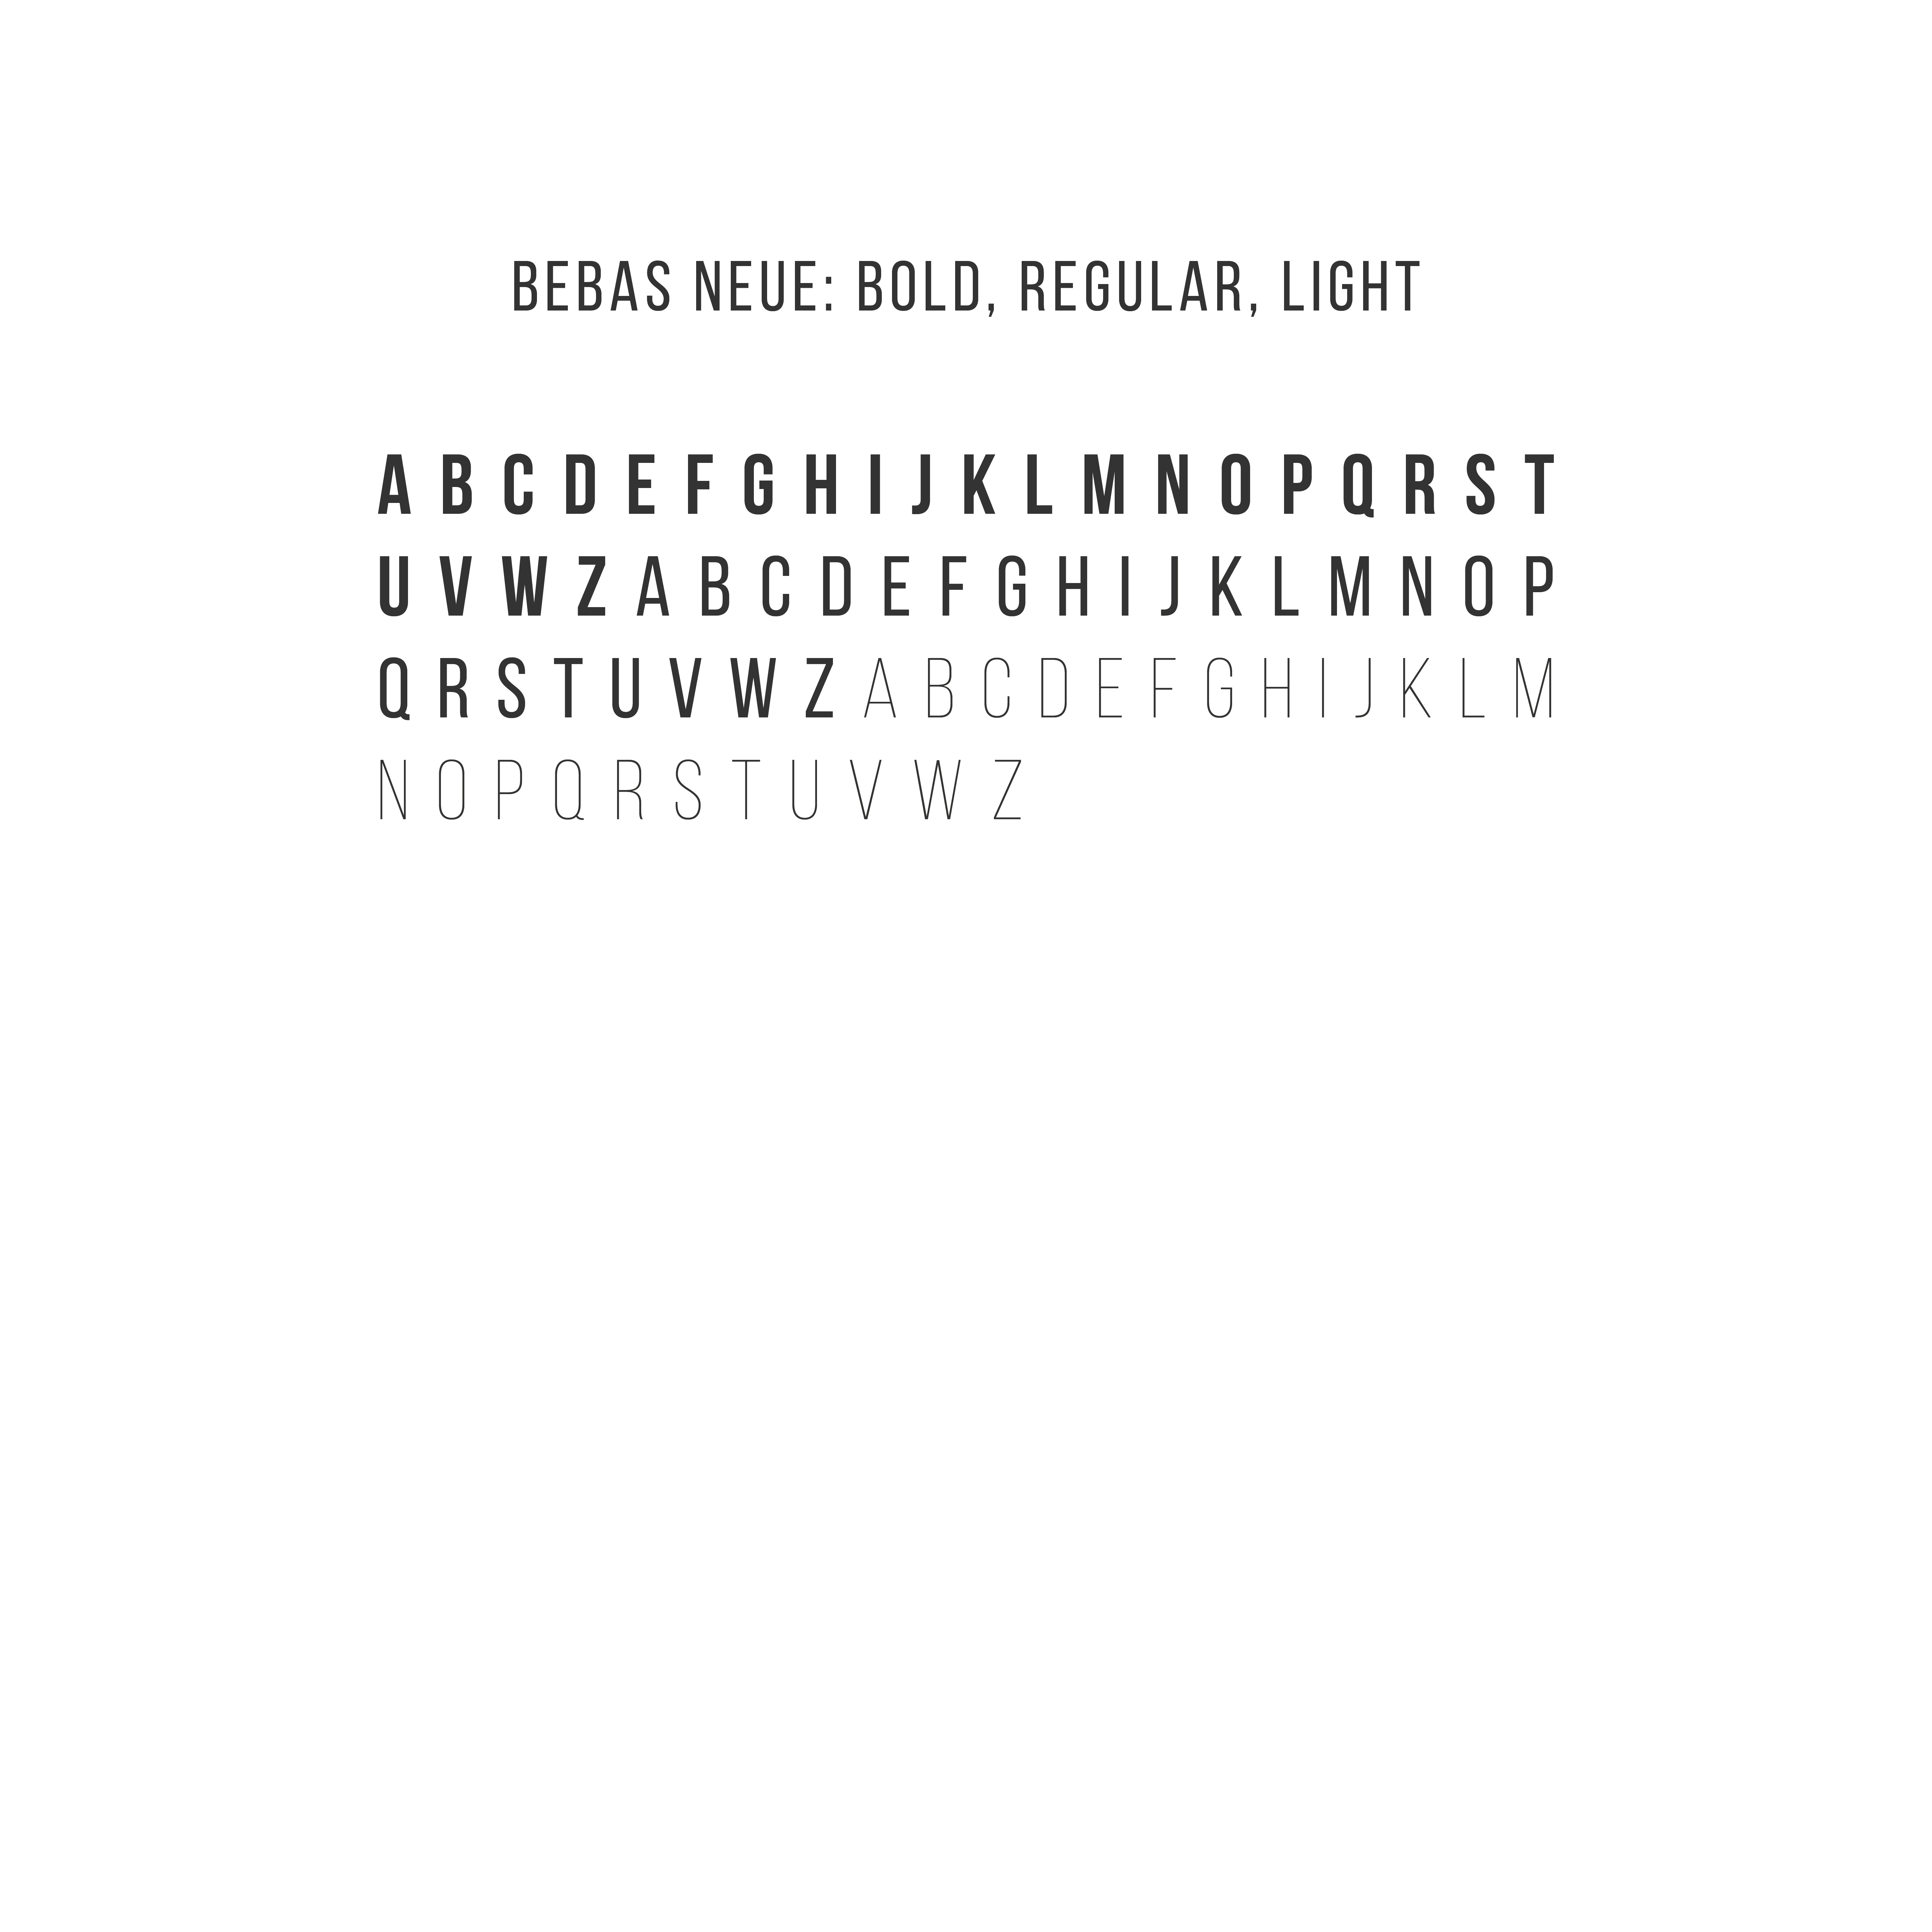 BEBAS NEUE: BOLD, REGULAR, LIGHT
A B C D E F G H I J K L M N O P Q R S T
U V W Z A B C D E F G H I J K L M N O P
Q R S T U V W Z A B C D E F G H I J K L M
N O P Q R S T U V W Z